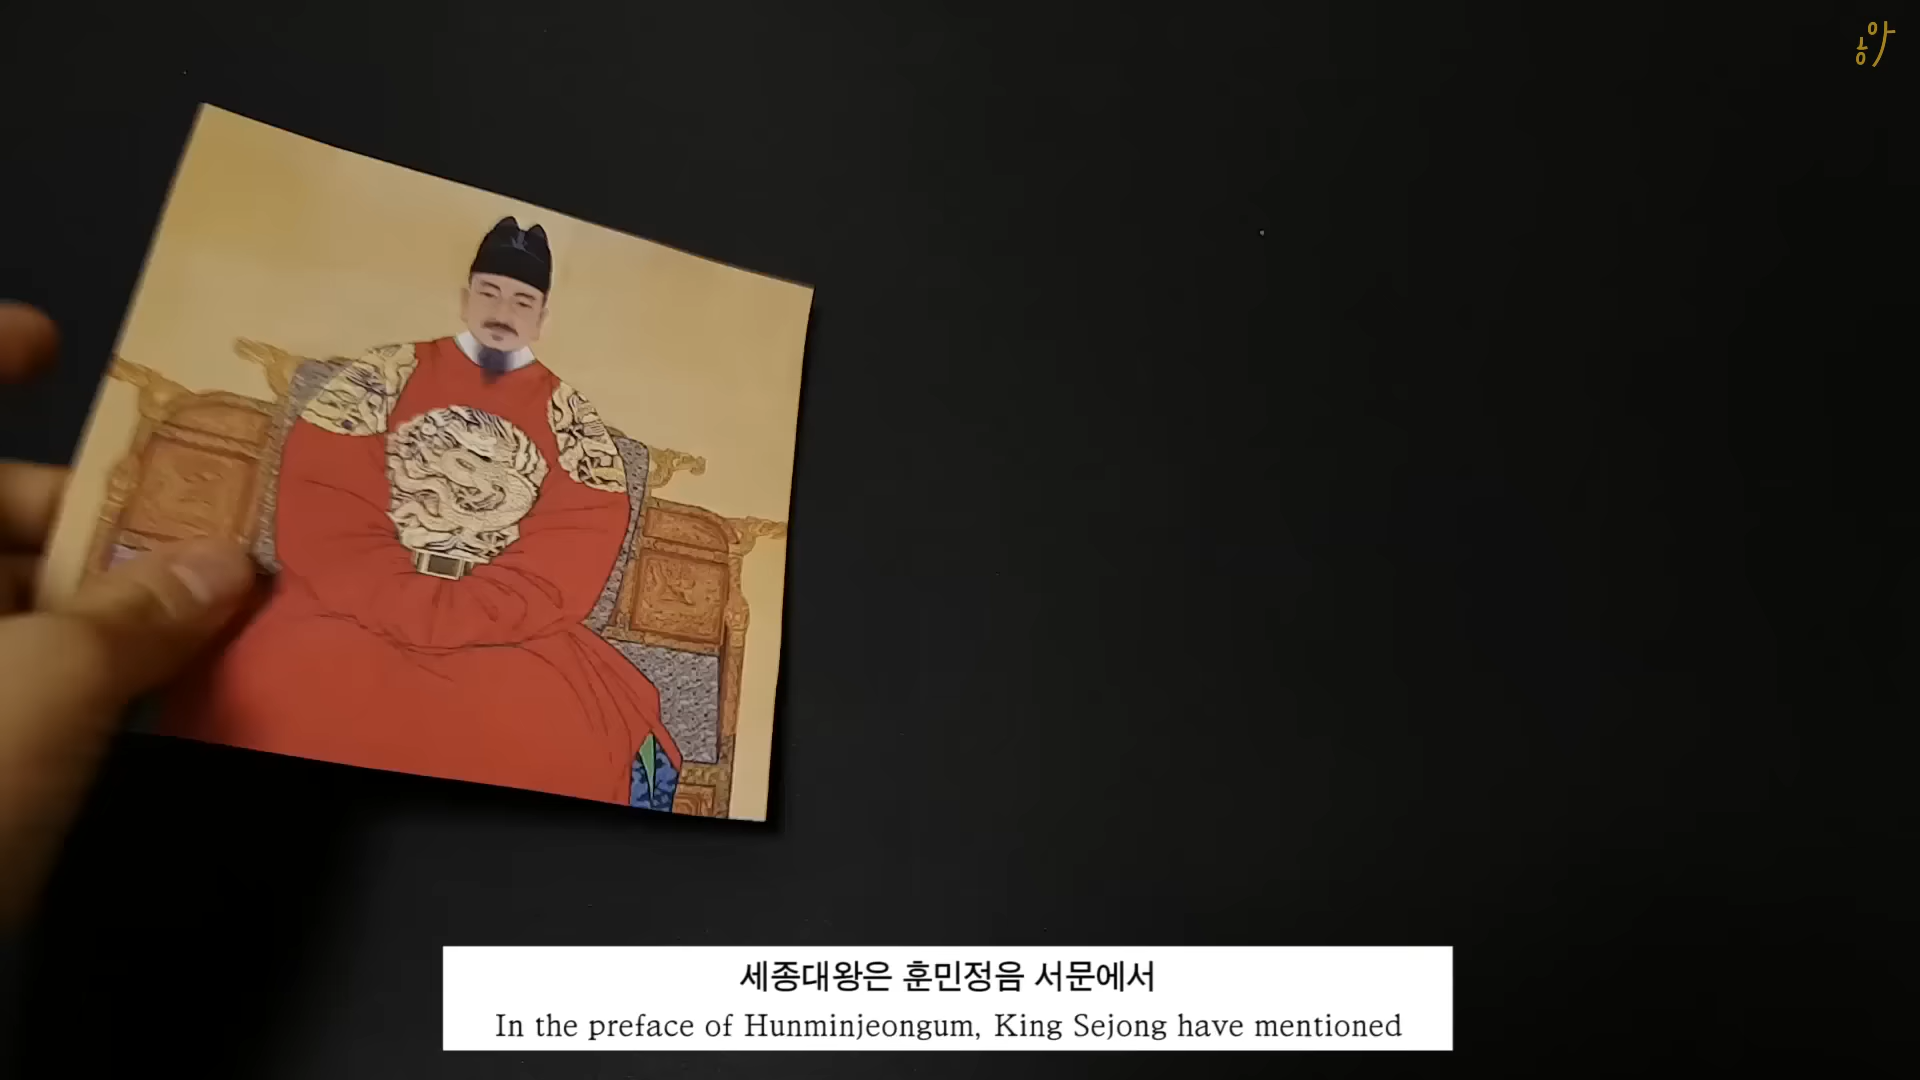 세종대왕은 훈민정음 서문에서
In the preface of Hunminjeongum, King Sejong have mentioned